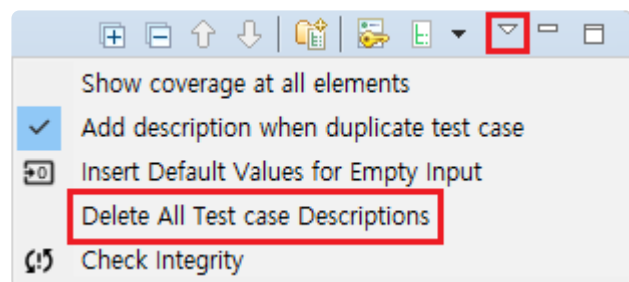 Show coverage at all elements
Add description when duplicate test case
Insert Default Values for Empty Input
Delete All Test case Descriptions
Check Integrity